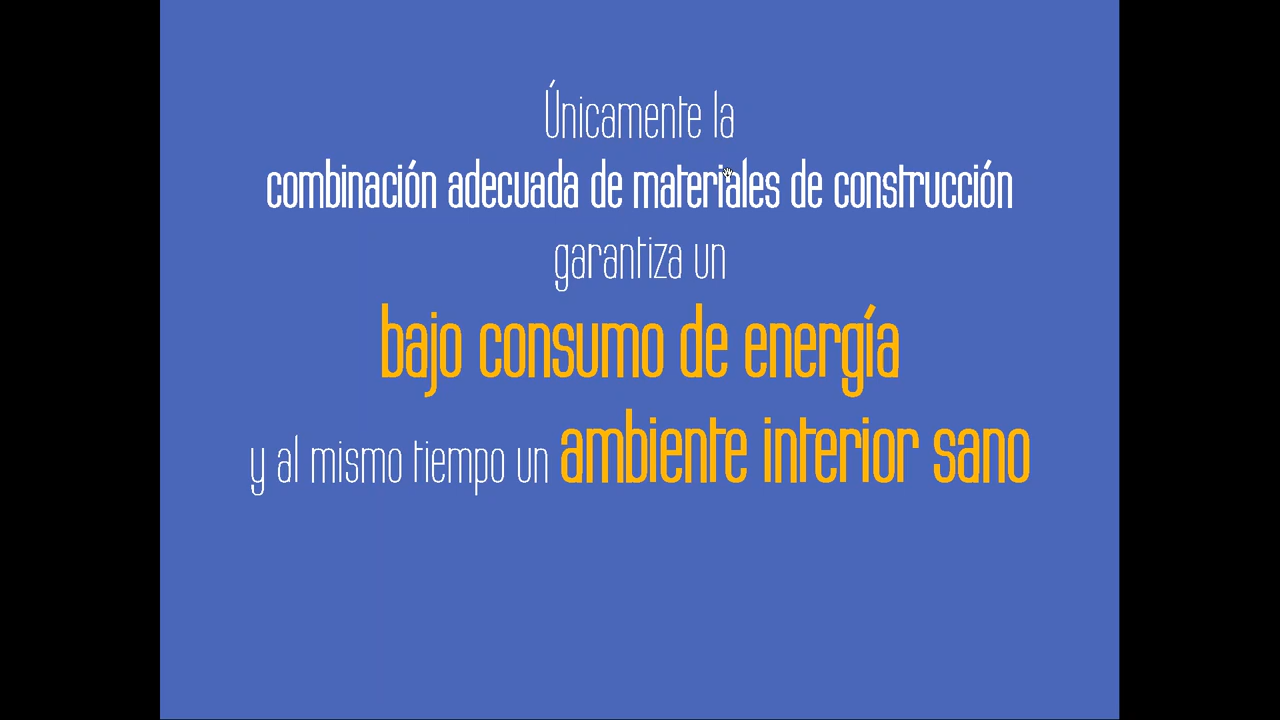 Únicamente la
combinación adecuada de materiales de construcción
garantiza un
bajo consumo de energía
y al mismo tiempo un ambiente interior sano